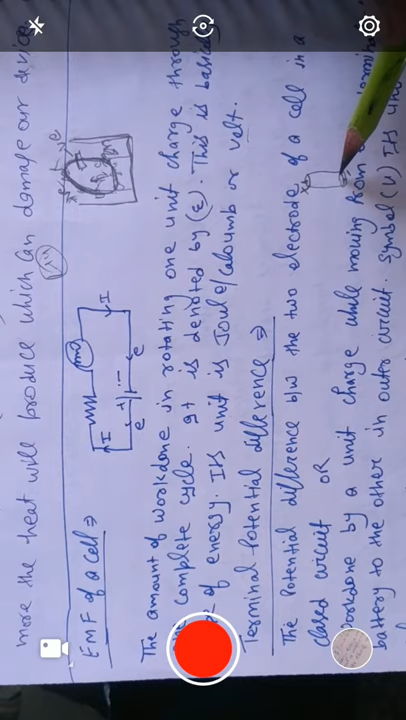 more the heat will produce which an damage our device.
EMF of a cell ⇒
The amount of workdone in rotating one unit charge through
one complete cycle. It is denoted by (ε). This is basically
of energy. Its unit is Joule/Couloumb or volt.
Terminal Potential difference ⇒
The Potential difference b/w the two electrode of a cell in a
closed circuit OR
workdone by a unit charge while moving from
battery to the other in outer circuit. Symbol (V) Its